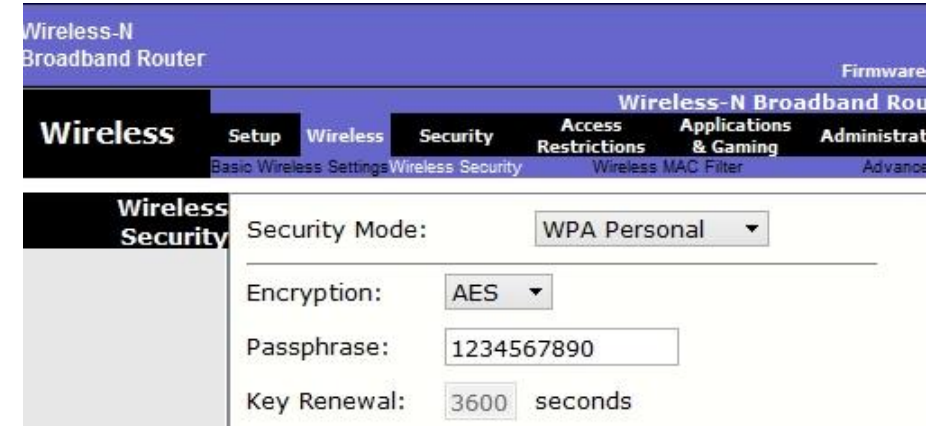 Wireless-N
Broadband Router
Firmware
Wireless-N Broadband Rou
Wireless
Setup Wireless Security Access Restrictions Applications & Gaming Administrat
Basic Wireless Settings Wireless Security Wireless MAC Filter Advance
Wireless Security
Security Mode: WPA Personal
Encryption: AES
Passphrase: 1234567890
Key Renewal: 3600 seconds